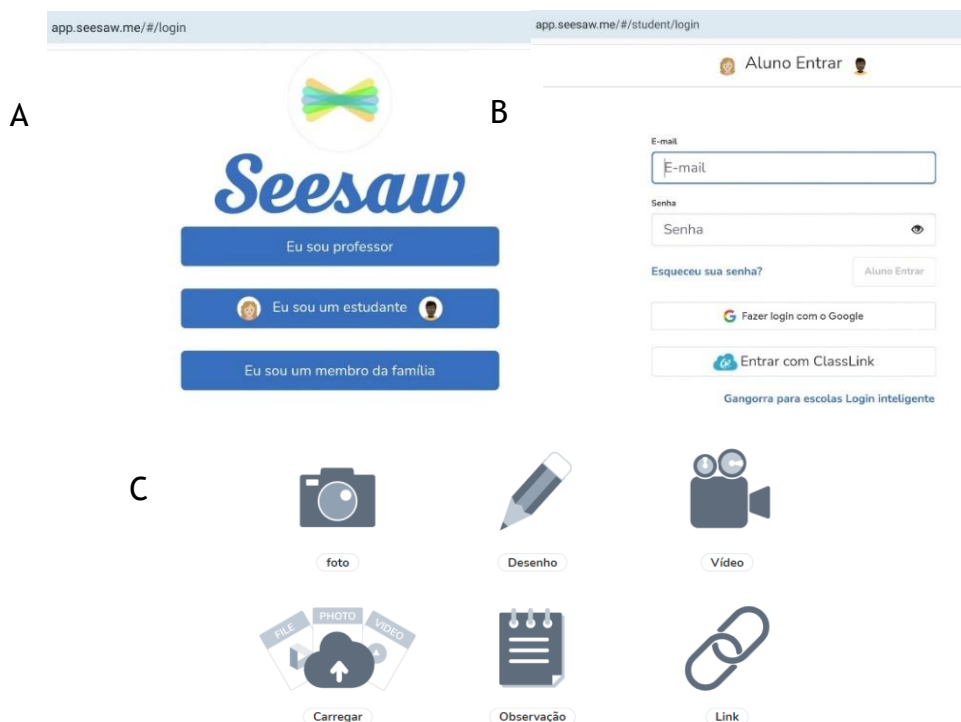 app.seesaw.me/#/login
A
Seesaw
Eu sou professor
Eu sou um estudante
Eu sou um membro da família
app.seesaw.me/#/student/login
Aluno Entrar
B
E-mail
E-mail
Senha
Senha
Esqueceu sua senha?
Aluno Entrar
G Fazer login com o Google
Entrar com ClassLink
Gangorra para escolas Login inteligente
C
foto
Desenho
Vídeo
FILE
PHOTO
VIDEO
Carregar
Observação
Link